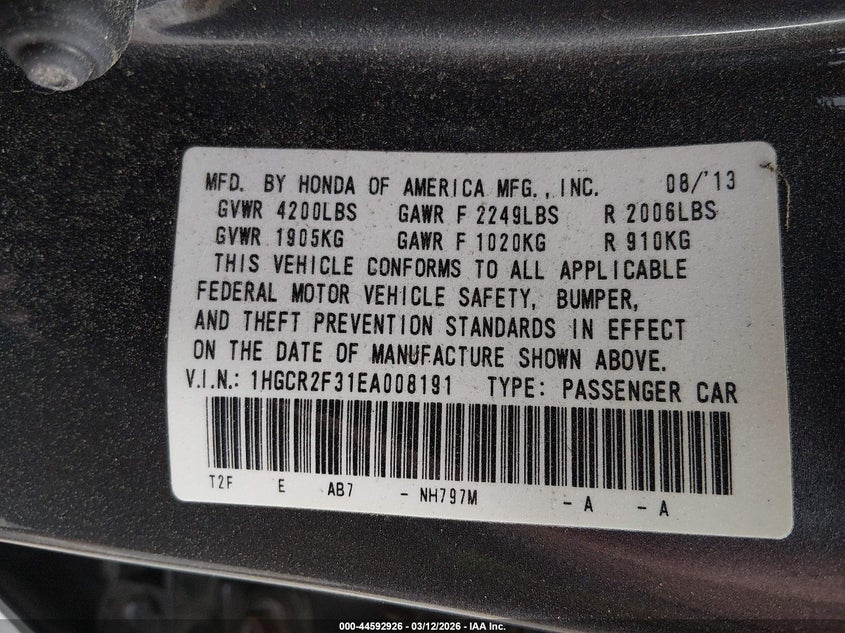 MFD. BY HONDA OF AMERICA MFG., INC. 08/'13
GVWR 4200LBS GAWR F 2249LBS R 2006LBS
GVWR 1905KG GAWR F 1020KG R 910KG
THIS VEHICLE CONFORMS TO ALL APPLICABLE
FEDERAL MOTOR VEHICLE SAFETY, BUMPER,
AND THEFT PREVENTION STANDARDS IN EFFECT
ON THE DATE OF MANUFACTURE SHOWN ABOVE.
V.I.N.: 1HGCR2F31EA008191 TYPE: PASSENGER CAR
T2F E AB7 - NH797M - A - A
000-44592926 - 03/12/2026 - IAA Inc.